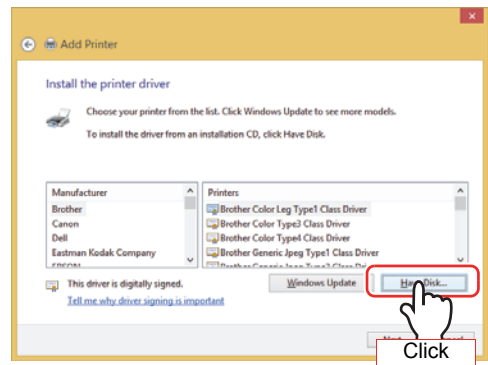 Add Printer
Install the printer driver
Choose your printer from the list. Click Windows Update to see more models.
To install the driver from an installation CD, click Have Disk.
Manufacturer
Brother
Canon
Dell
Eastman Kodak Company
Printers
Brother Color Leg Type1 Class Driver
Brother Color Type3 Class Driver
Brother Color Type4 Class Driver
Brother Generic Jpeg Type1 Class Driver
This driver is digitally signed.
Tell me why driver signing is important
Windows Update
Have Disk...
Click